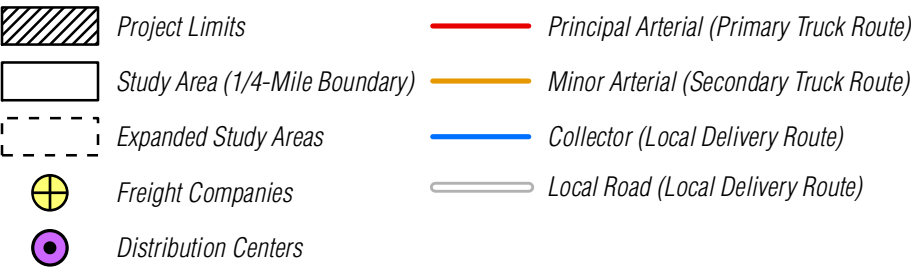 Project Limits
Study Area (1/4-Mile Boundary)
Expanded Study Areas
Freight Companies
Distribution Centers
Principal Arterial (Primary Truck Route)
Minor Arterial (Secondary Truck Route)
Collector (Local Delivery Route)
Local Road (Local Delivery Route)